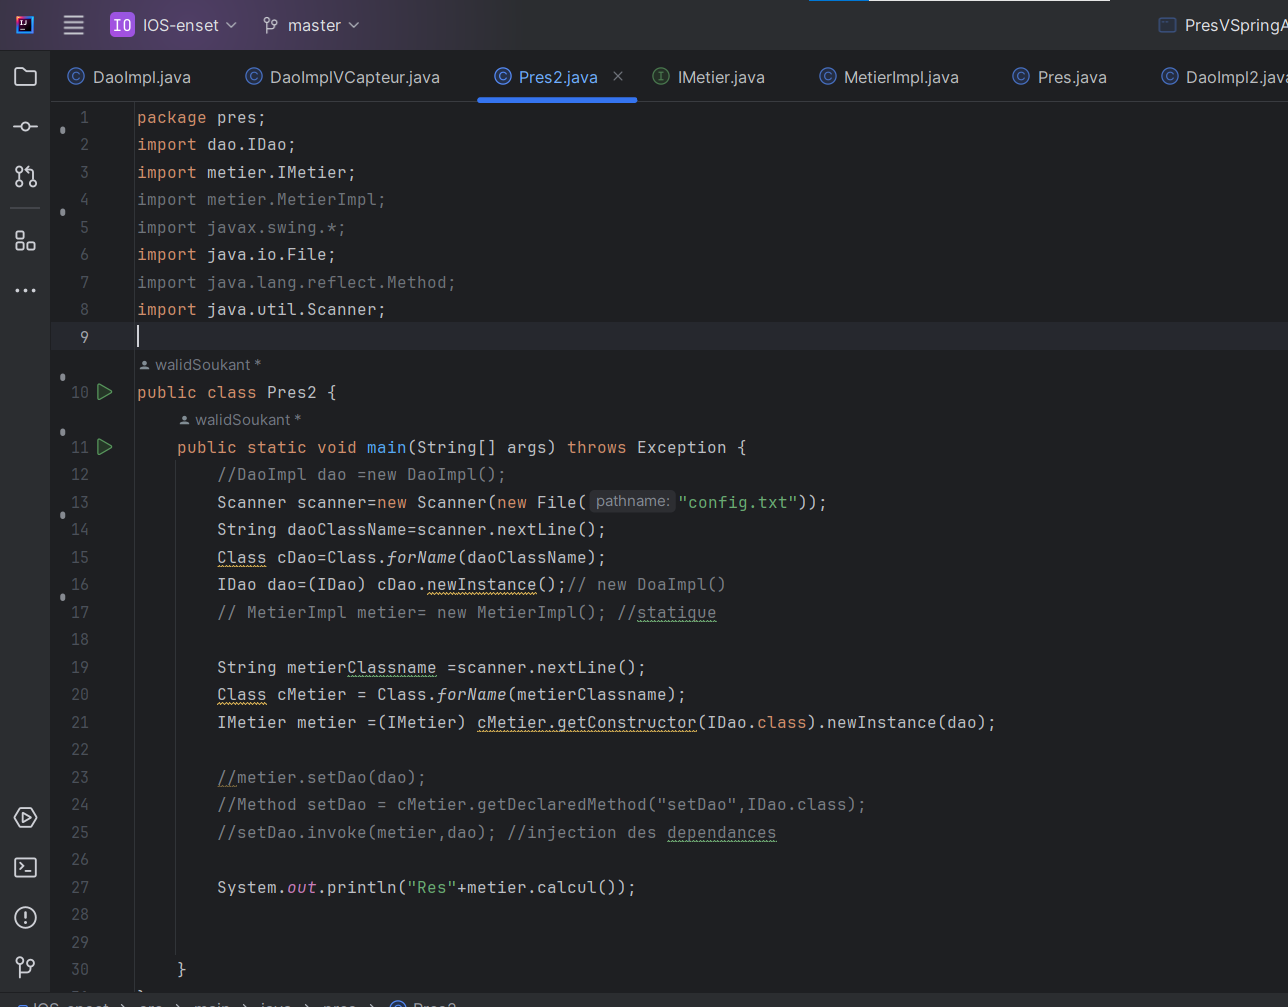 IO IOS-enset master PresVSpringA
DaoImpl.java DaoImplVCapteur.java Pres2.java IMetier.java MetierImpl.java Pres.java DaoImpl2.java
1 package pres;
2 import dao.IDao;
3 import metier.IMetier;
4 import metier.MetierImpl;
5 import javax.swing.*;
6 import java.io.File;
7 import java.lang.reflect.Method;
8 import java.util.Scanner;
9
walidSoukant *
10 public class Pres2 {
walidSoukant *
11 public static void main(String[] args) throws Exception {
12 //DaoImpl dao =new DaoImpl();
13 Scanner scanner=new Scanner(new File( pathname: "config.txt"));
14 String daoClassName=scanner.nextLine();
15 Class cDao=Class.forName(daoClassName);
16 IDao dao=(IDao) cDao.newInstance();// new DoaImpl()
17 // MetierImpl metier= new MetierImpl(); //statique
18
19 String metierClassname =scanner.nextLine();
20 Class cMetier = Class.forName(metierClassname);
21 IMetier metier =(IMetier) cMetier.getConstructor(IDao.class).newInstance(dao);
22
23 //metier.setDao(dao);
24 //Method setDao = cMetier.getDeclaredMethod("setDao",IDao.class);
25 //setDao.invoke(metier,dao); //injection des dependances
26
27 System.out.println("Res"+metier.calcul());
28
29
30 }